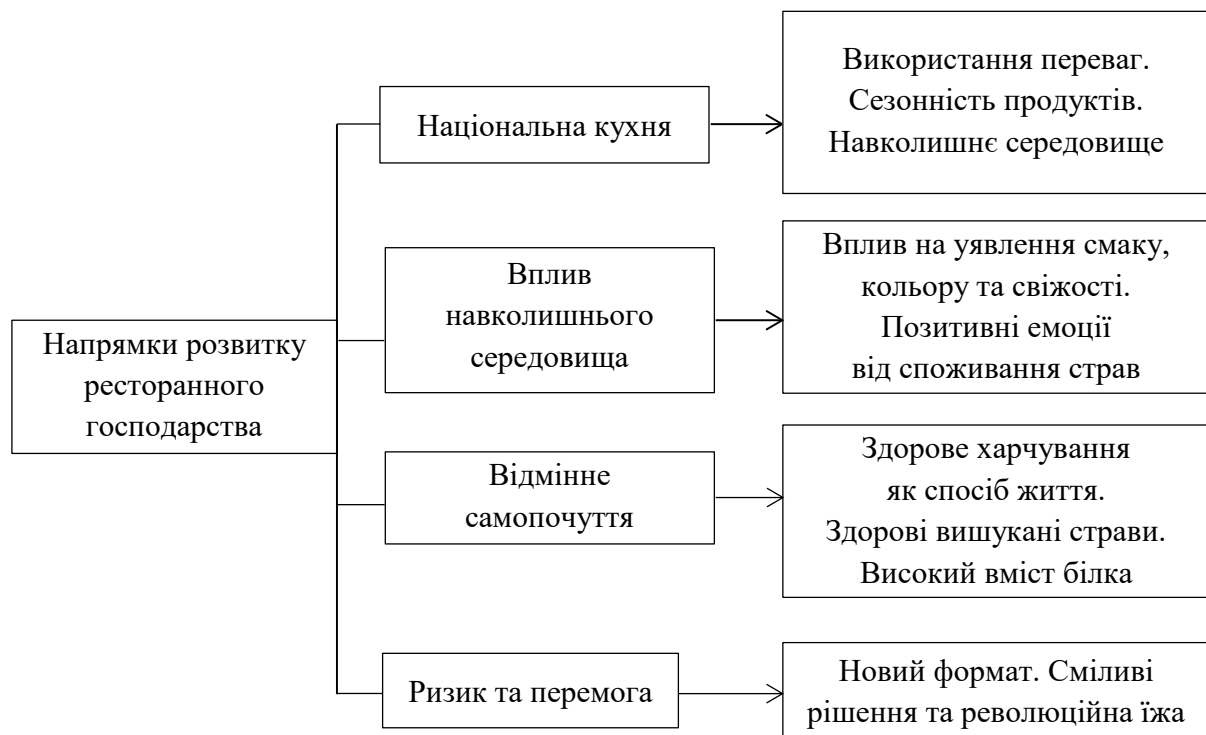 Напрямки розвитку
ресторанного
господарства
Національна кухня
Використання переваг.
Сезонність продуктів.
Навколишнє середовище
Вплив
навколишнього
середовища
Вплив на уявлення смаку,
кольору та свіжості.
Позитивні емоції
від споживання страв
Відмінне
самопочуття
Здорове харчування
як спосіб життя.
Здорові вишукані страви.
Високий вміст білка
Ризик та перемога
Новий формат. Сміливі
рішення та революційна їжа